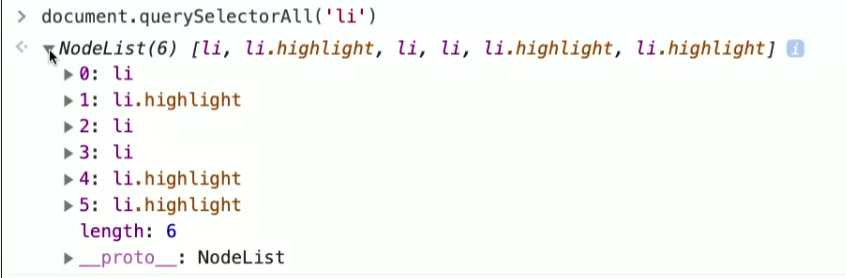 > document.querySelectorAll('li')
NodeList(6) [li, li.highlight, li, li, li.highlight, li.highlight] i
0: li
1: li.highlight
2: li
3: li
4: li.highlight
5: li.highlight
length: 6
__proto__: NodeList